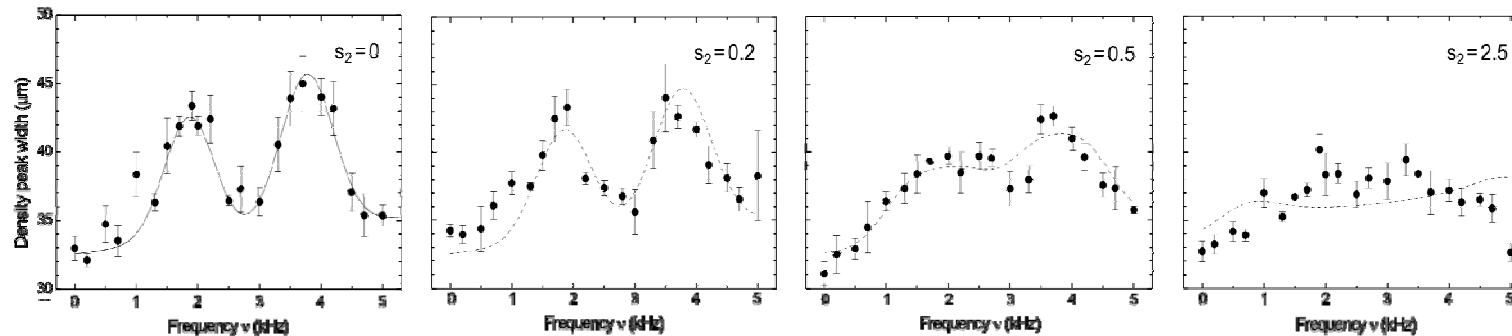 50
45
40
35
30
Density peak width (μm)
s₂=0
0 1 2 3 4 5
Frequency ν (kHz)
s₂=0.2
0 1 2 3 4 5
Frequency ν (kHz)
s₂=0.5
0 1 2 3 4 5
Frequency ν (kHz)
s₂=2.5
0 1 2 3 4 5
Frequency ν (kHz)